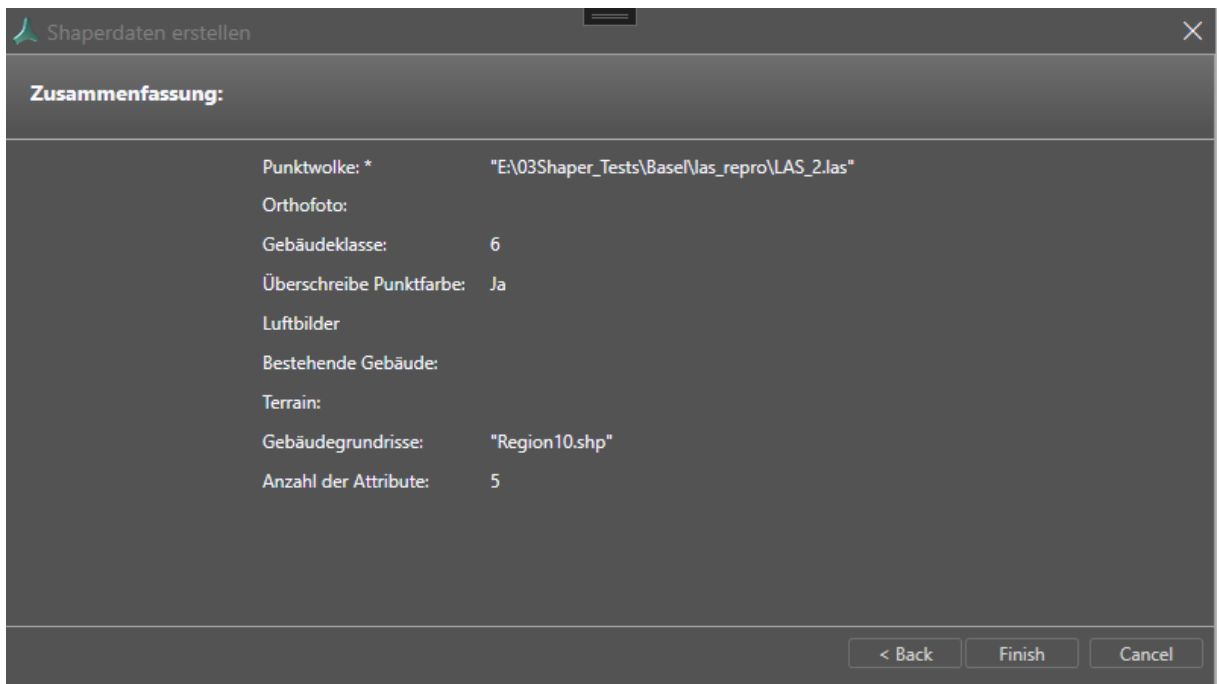 Shaperdaten erstellen
Zusammenfassung:
Punktwolke: * "E:\03Shaper_Tests\Basel\las_repro\LAS_2.las"
Orthofoto:
Gebäudeklasse: 6
Überschreibe Punktfarbe: Ja
Luftbilder
Bestehende Gebäude:
Terrain:
Gebäudegrundrisse: "Region10.shp"
Anzahl der Attribute: 5
< Back Finish Cancel